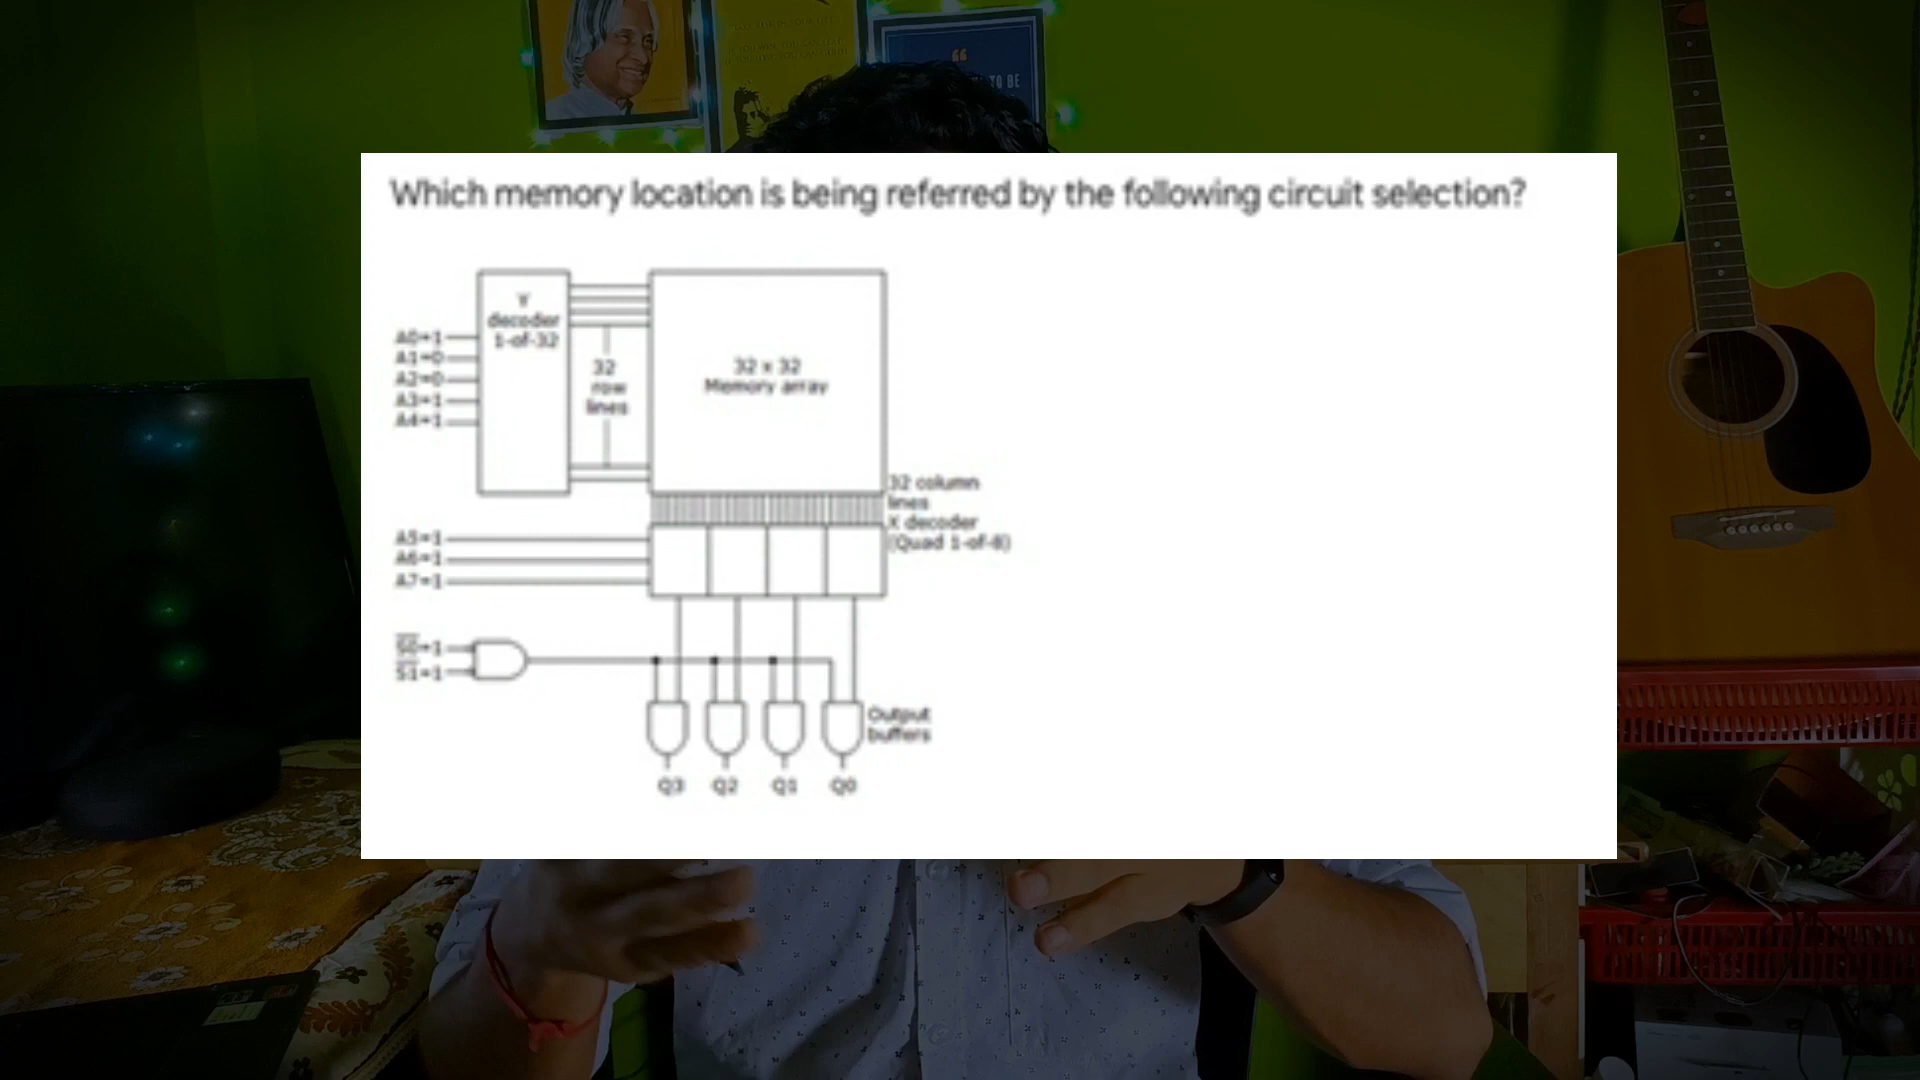 TO BE
Which memory location is being referred by the following circuit selection?
Y
decoder
1-of-32
A0=1
A1=0
A2=0
A3=1
A4=1
32
row
lines
32 x 32
Memory array
32 column
lines
X decoder
(Quad 1-of-8)
A5=1
A6=1
A7=1
S0=1
S1=1
Output
buffers
Q3 Q2 Q1 Q0